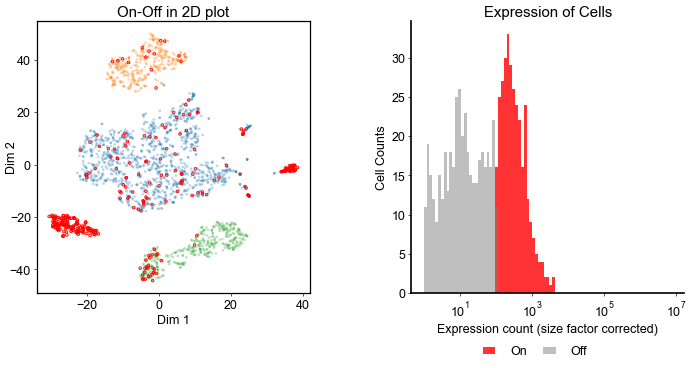 On-Off in 2D plot
40
20
0
−20
−40
Dim 2
−20
0
20
40
Dim 1
Expression of Cells
30
25
20
15
10
5
0
Cell Counts
10^1
10^3
10^5
10^7
Expression count (size factor corrected)
On Off